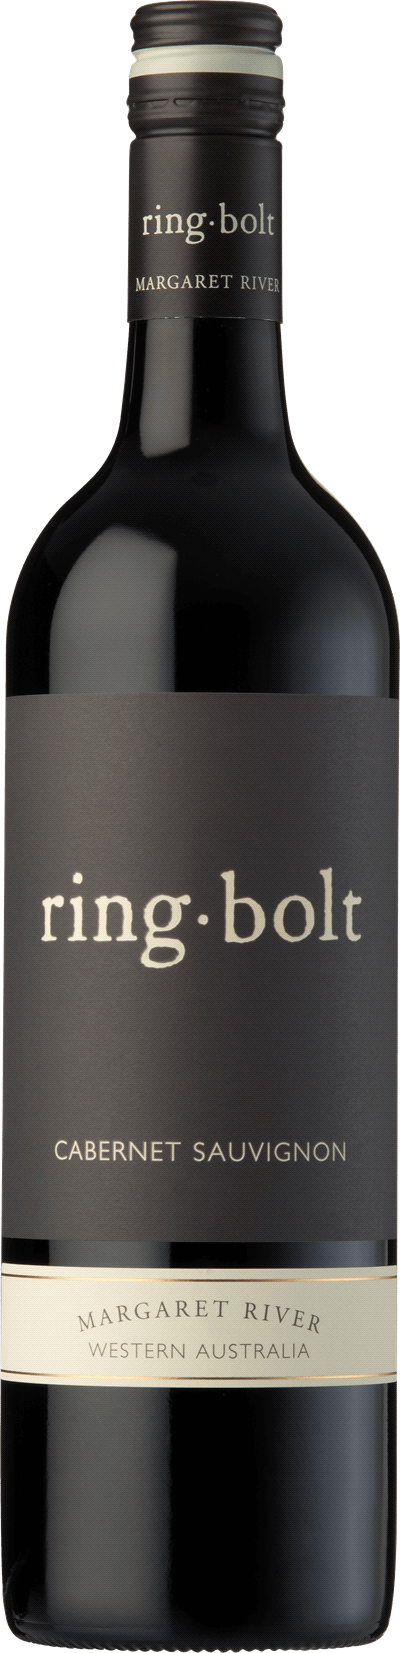 ring·bolt
MARGARET RIVER
ring·bolt
CABERNET SAUVIGNON
MARGARET RIVER
WESTERN AUSTRALIA